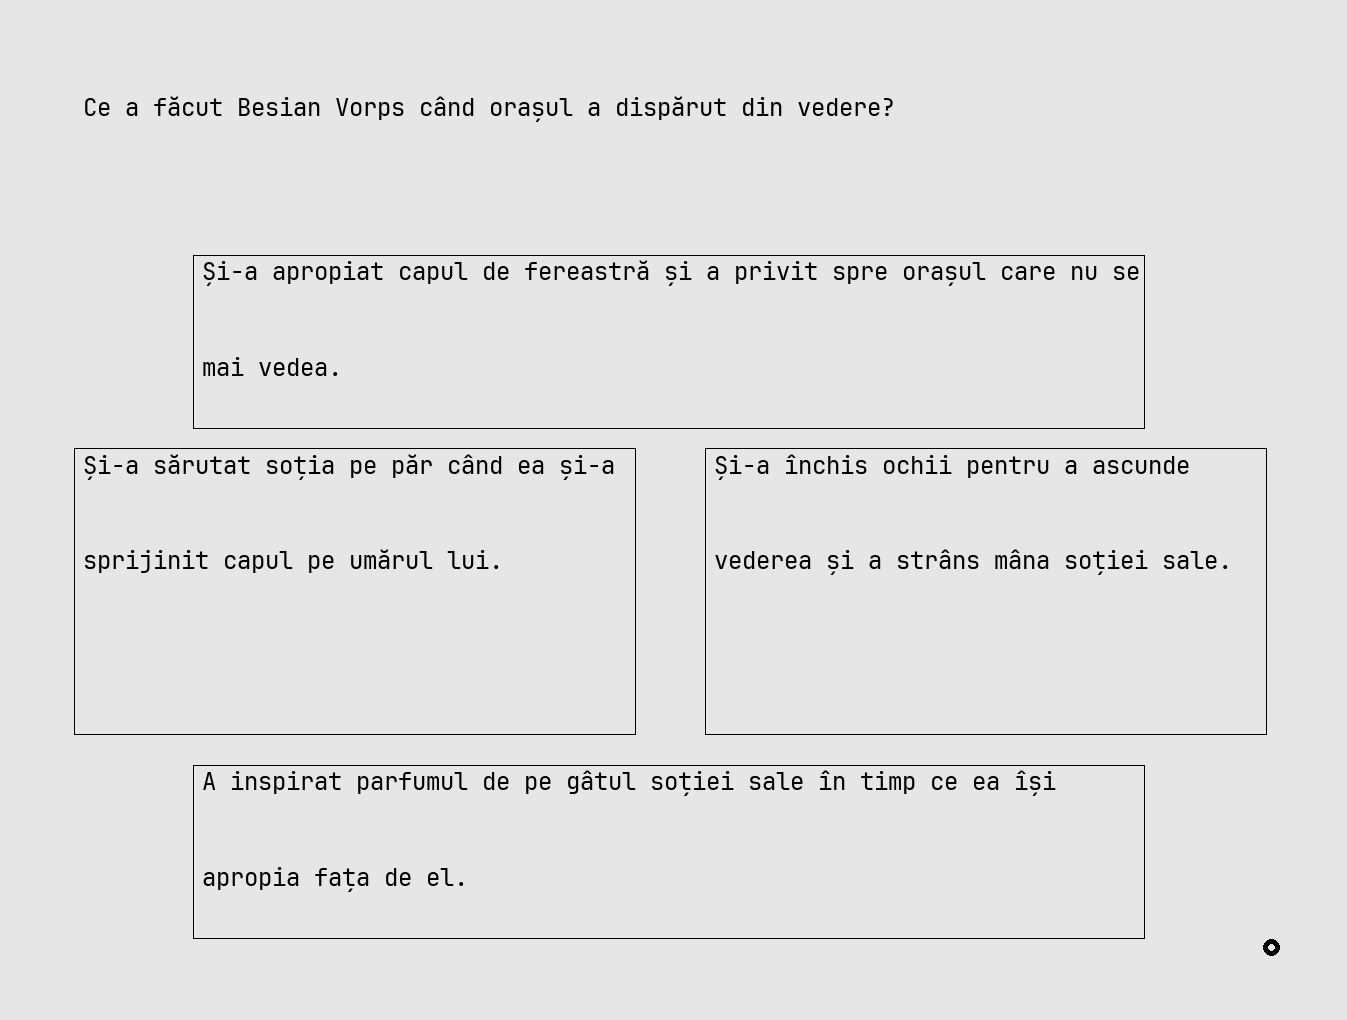 Ce a făcut Besian Vorps când orașul a dispărut din vedere?
Și-a apropiat capul de fereastră și a privit spre orașul care nu se
mai vedea.
Și-a sărutat soția pe păr când ea și-a
sprijinit capul pe umărul lui.
Și-a închis ochii pentru a ascunde
vederea și a strâns mâna soției sale.
A inspirat parfumul de pe gâtul soției sale în timp ce ea își
apropia fața de el.